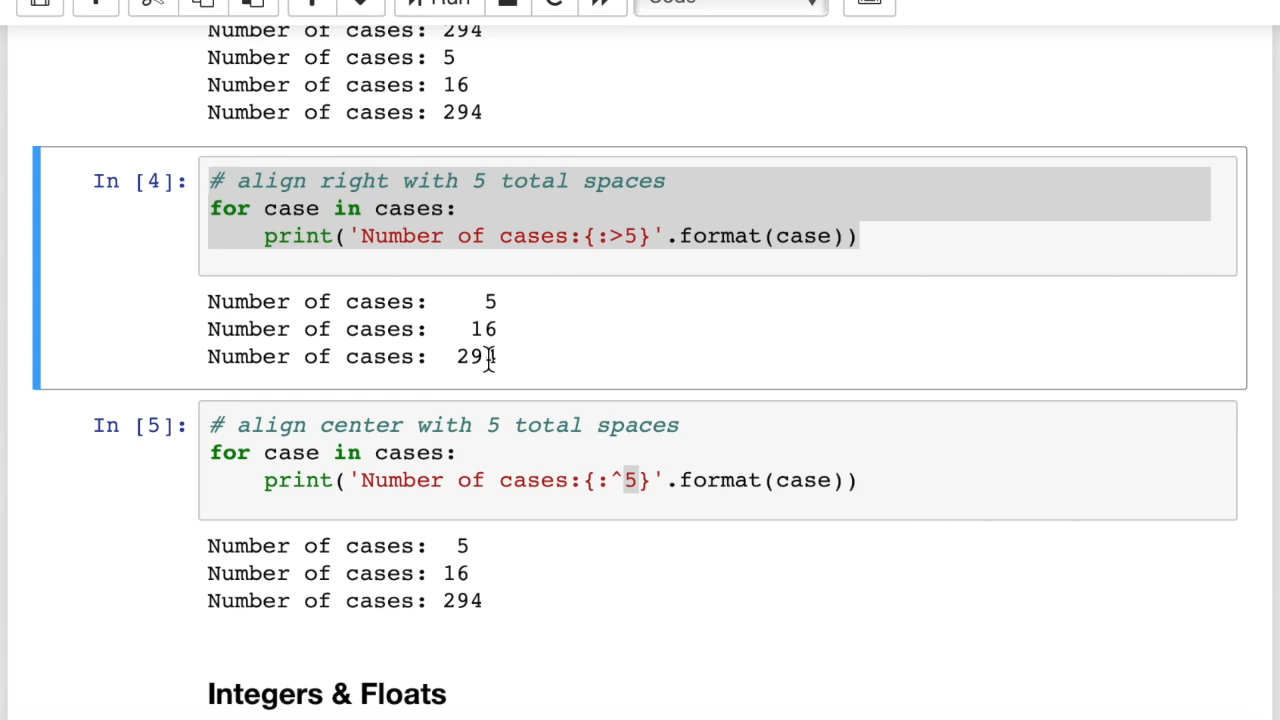 Run Code
Number of cases: 294
Number of cases: 5
Number of cases: 16
Number of cases: 294
In [4]: # align right with 5 total spaces
for case in cases:
    print('Number of cases:{:>5}'.format(case))
Number of cases:    5
Number of cases:   16
Number of cases:  294
In [5]: # align center with 5 total spaces
for case in cases:
    print('Number of cases:{:^5}'.format(case))
Number of cases:  5
Number of cases: 16
Number of cases: 294
Integers & Floats